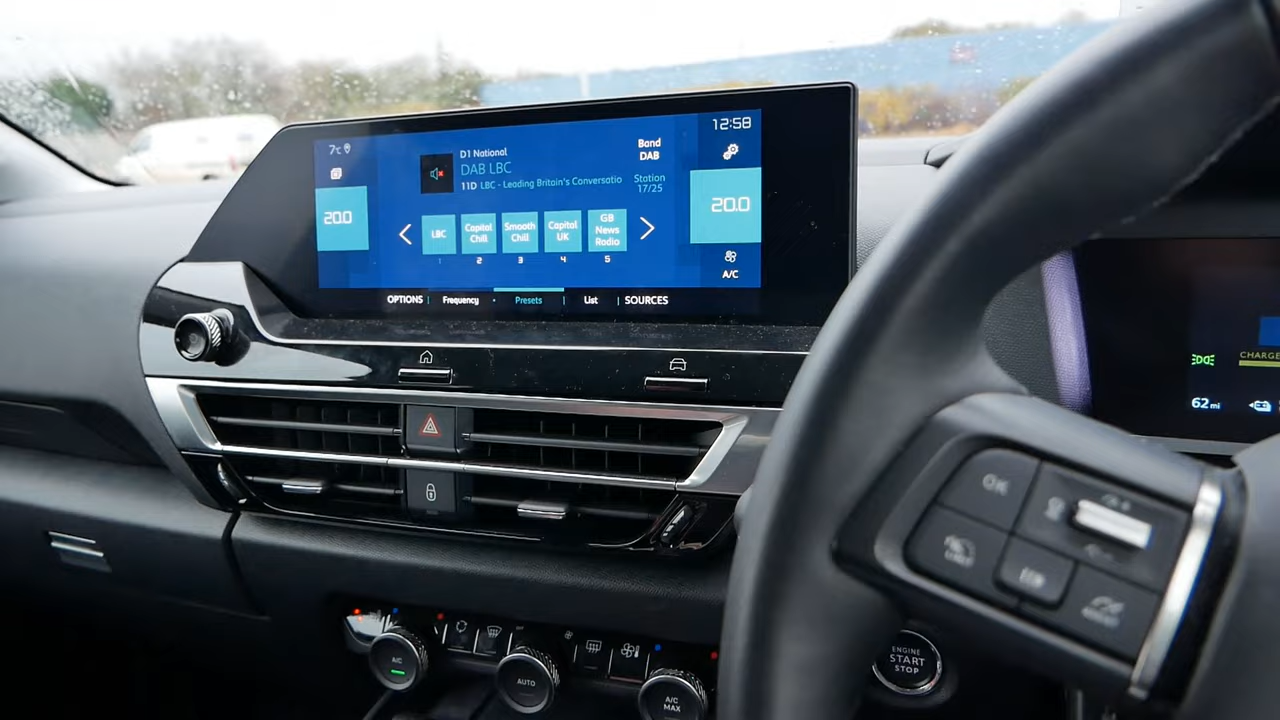 7°C
12:58
D1 National
DAB LBC
11D LBC - Leading Britain's Conversatio
Band
DAB
Station
17/25
20.0
20.0
LBC
Capital
Chill
Smooth
Chill
Capital
UK
GB
News
Radio
1
2
3
4
5
A/C
OPTIONS
Frequency
Presets
List
SOURCES
CHARGE
62 mi
OK
A/C
AUTO
A/C
MAX
ENGINE
START
STOP